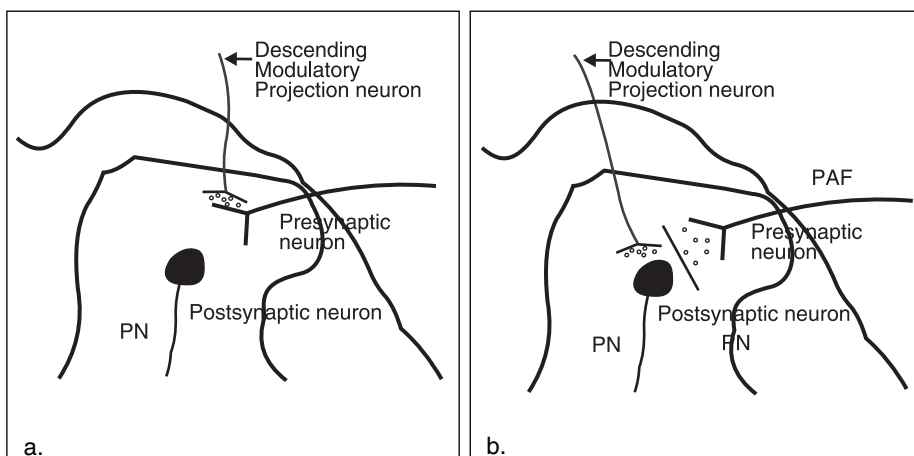 Descending
Modulatory
Projection neuron
Presynaptic
neuron
Postsynaptic neuron
PN
a.
Descending
Modulatory
Projection neuron
PAF
Presynaptic
neuron
Postsynaptic neuron
PN
PN
b.